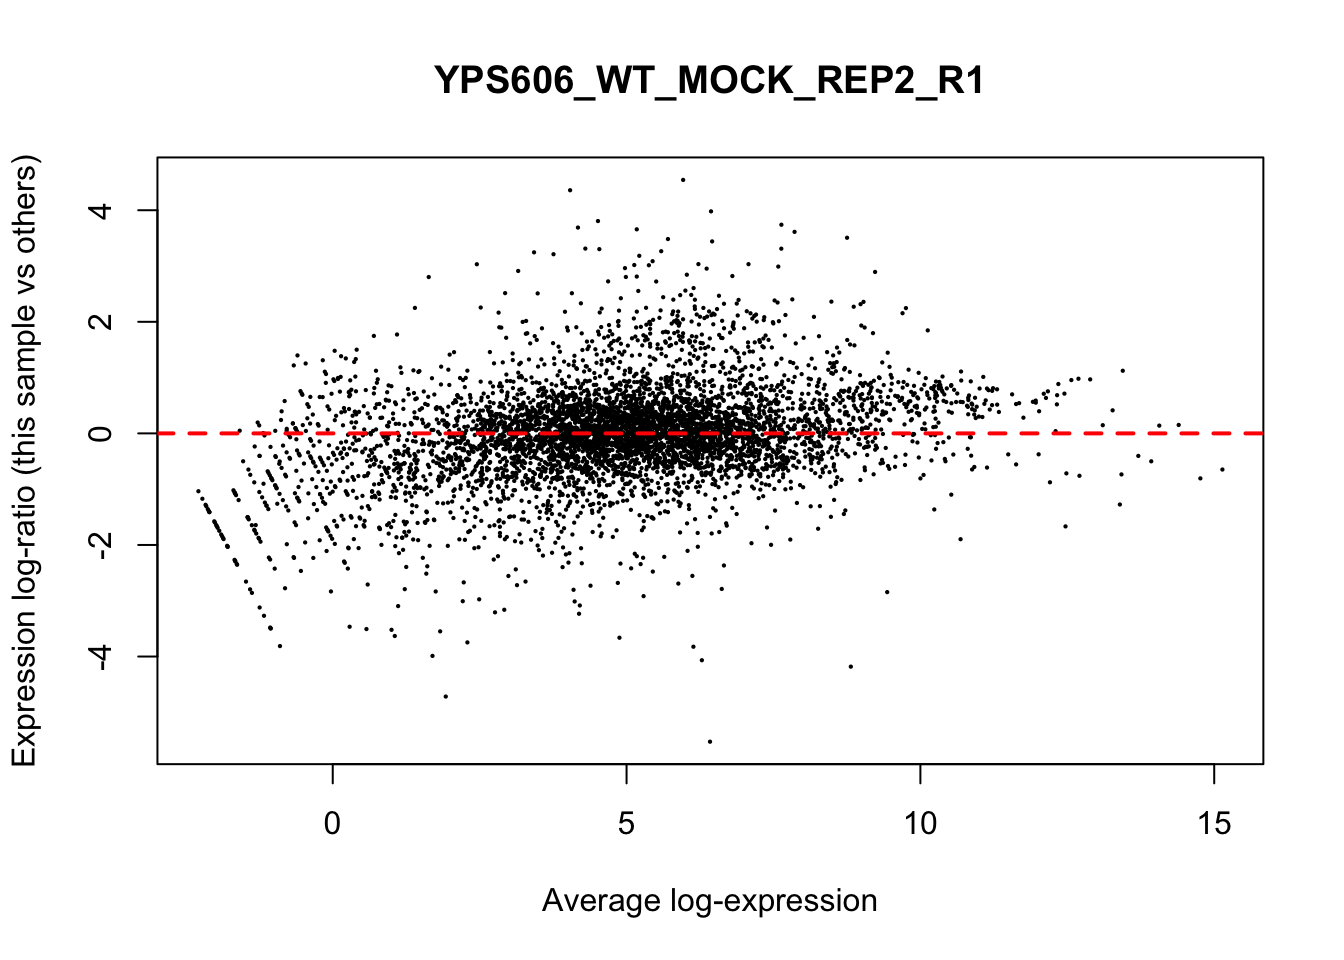 YPS606_WT_MOCK_REP2_R1
Expression log-ratio (this sample vs others)
4
2
0
-2
-4
0 5 10 15
Average log-expression